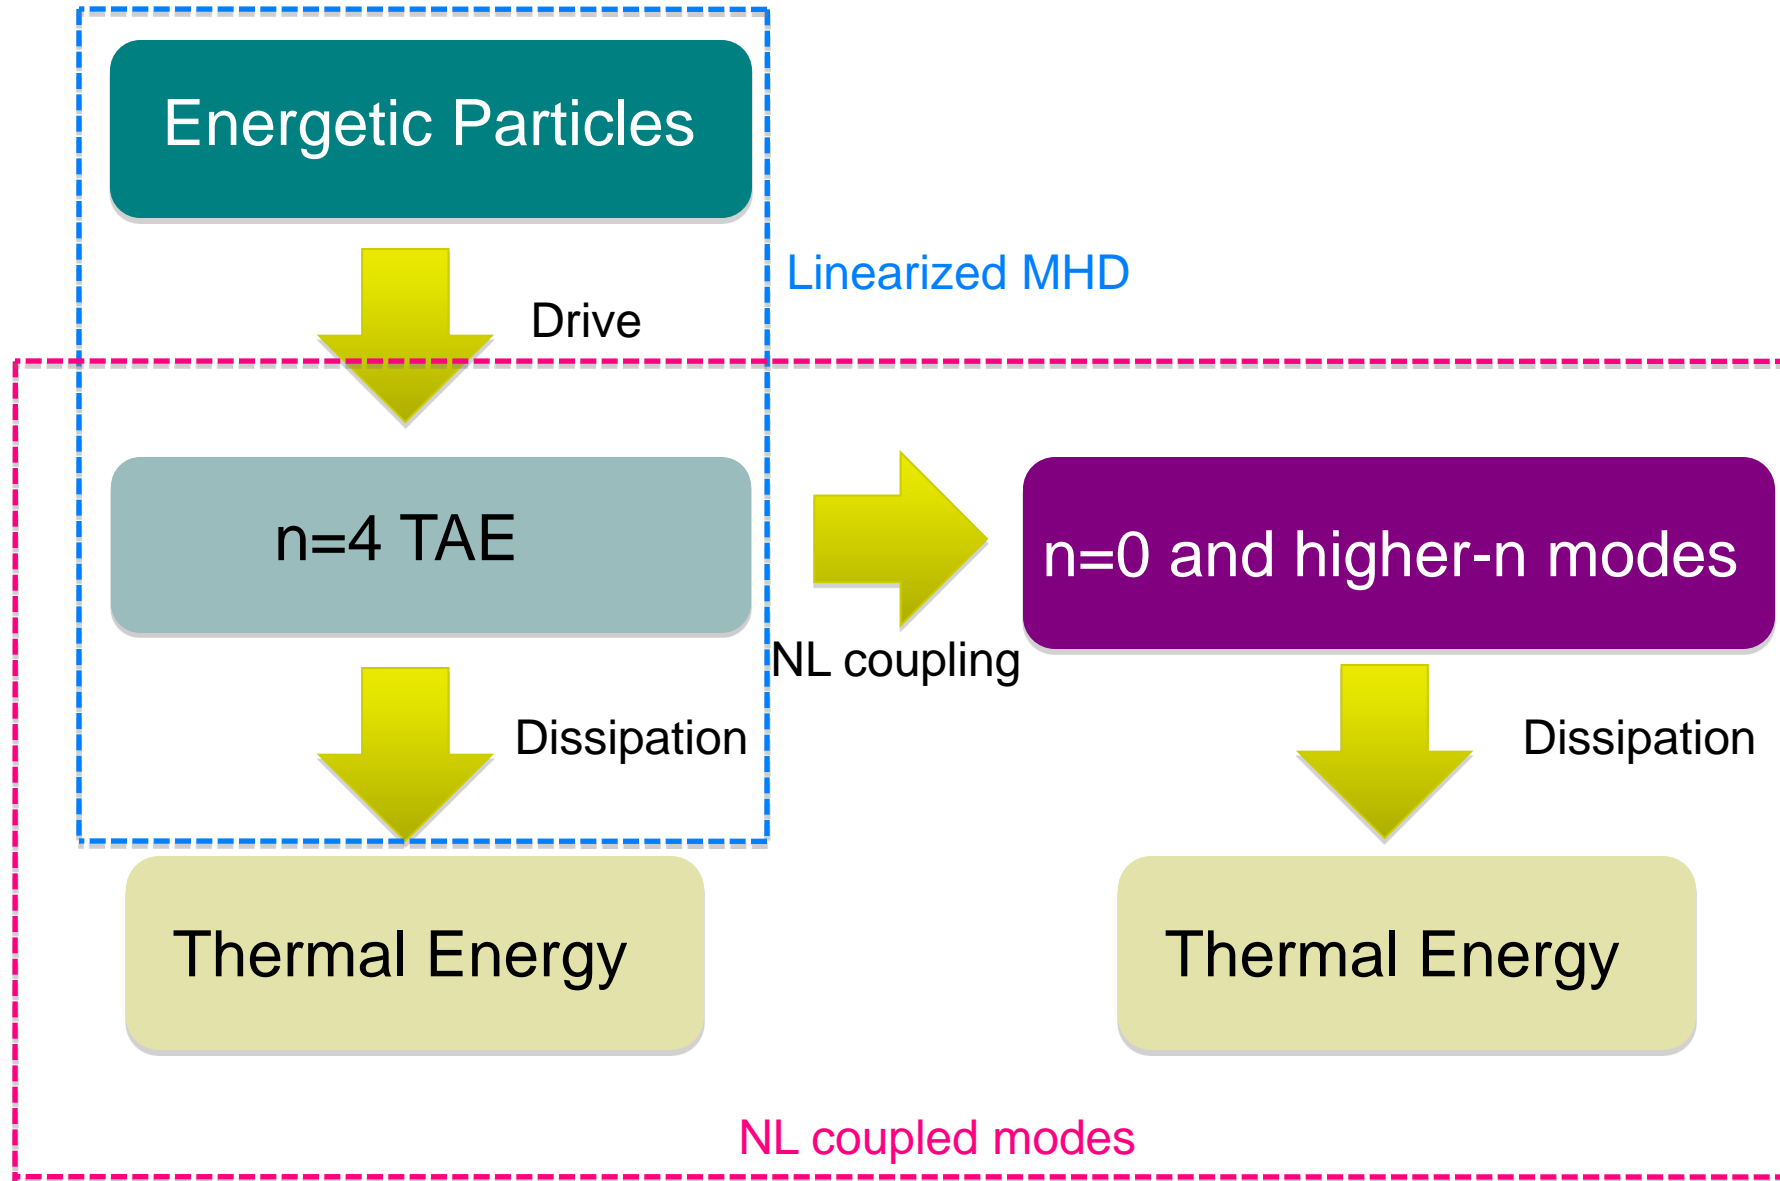 Energetic Particles
Linearized MHD
Drive
n=4 TAE
n=0 and higher-n modes
NL coupling
Dissipation
Dissipation
Thermal Energy
Thermal Energy
NL coupled modes